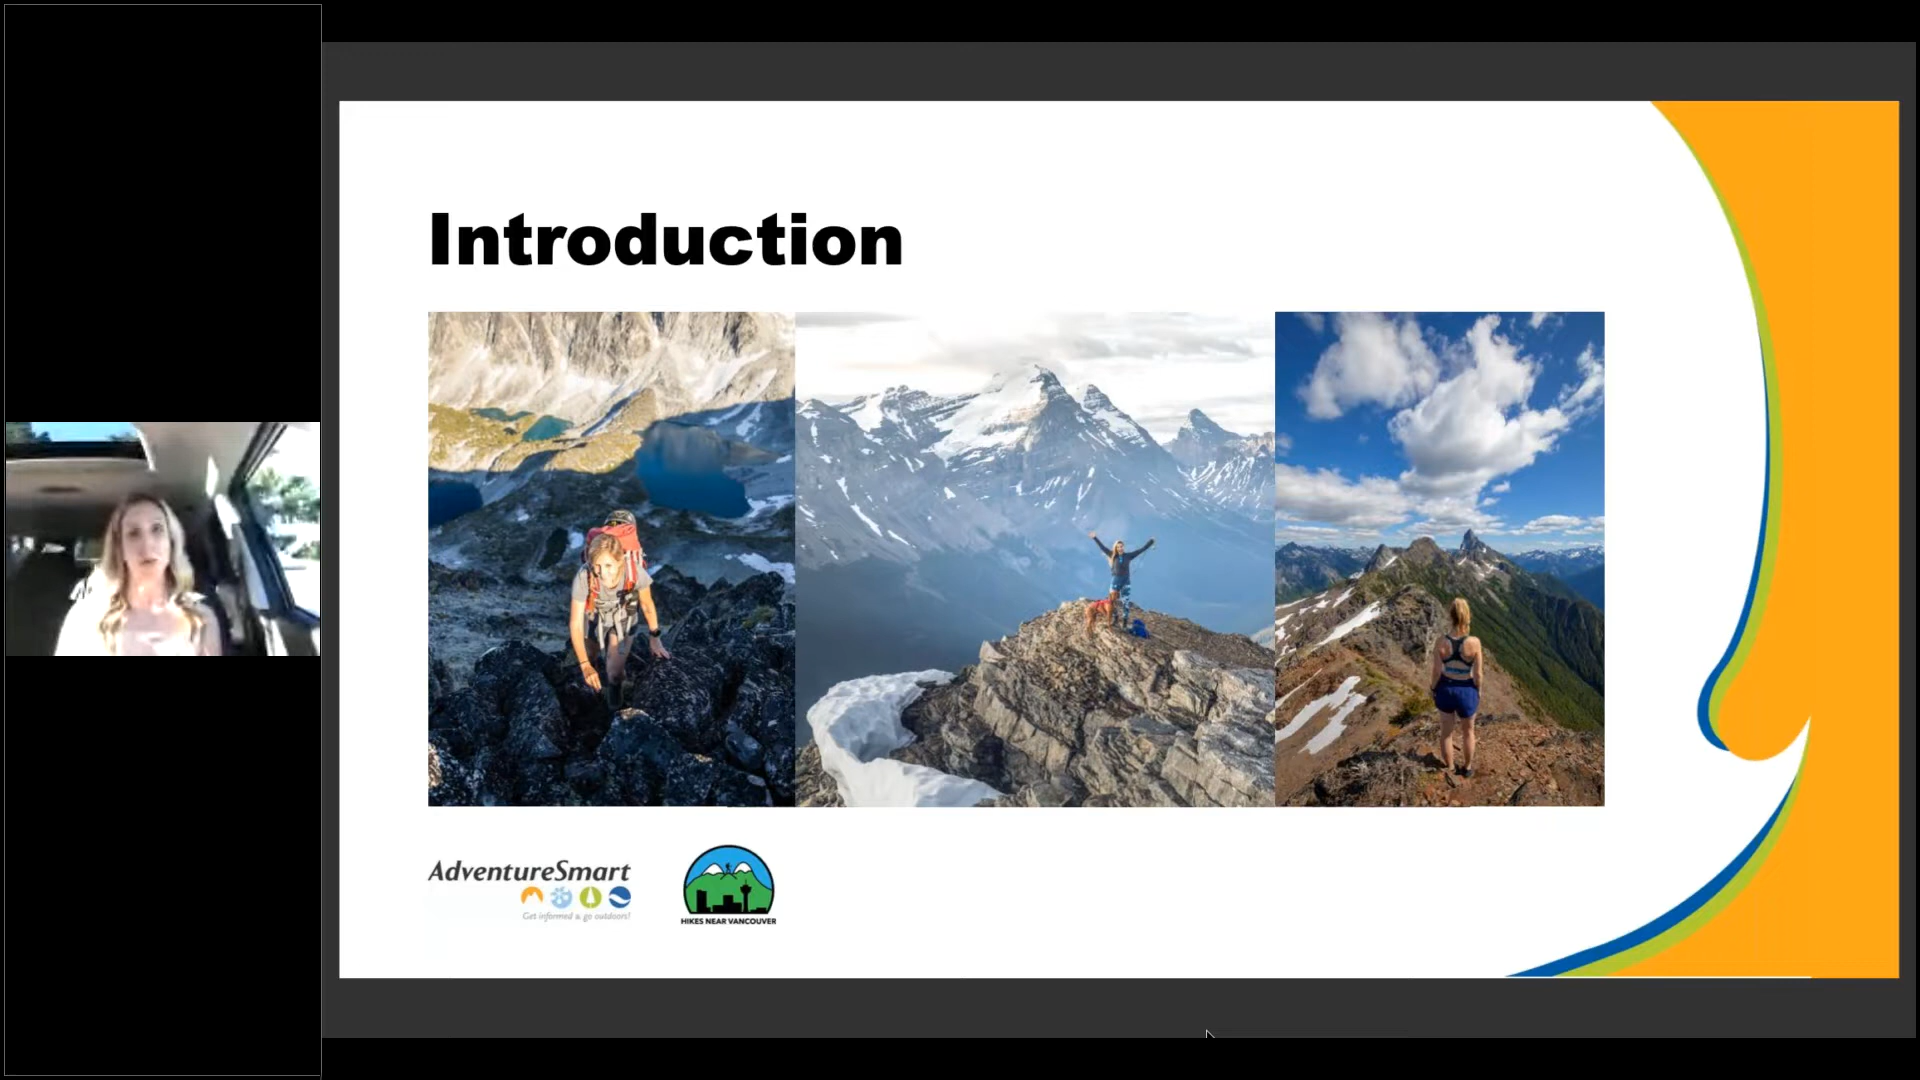 Introduction
AdventureSmart
Get informed & go outdoors!
HIKES NEAR VANCOUVER